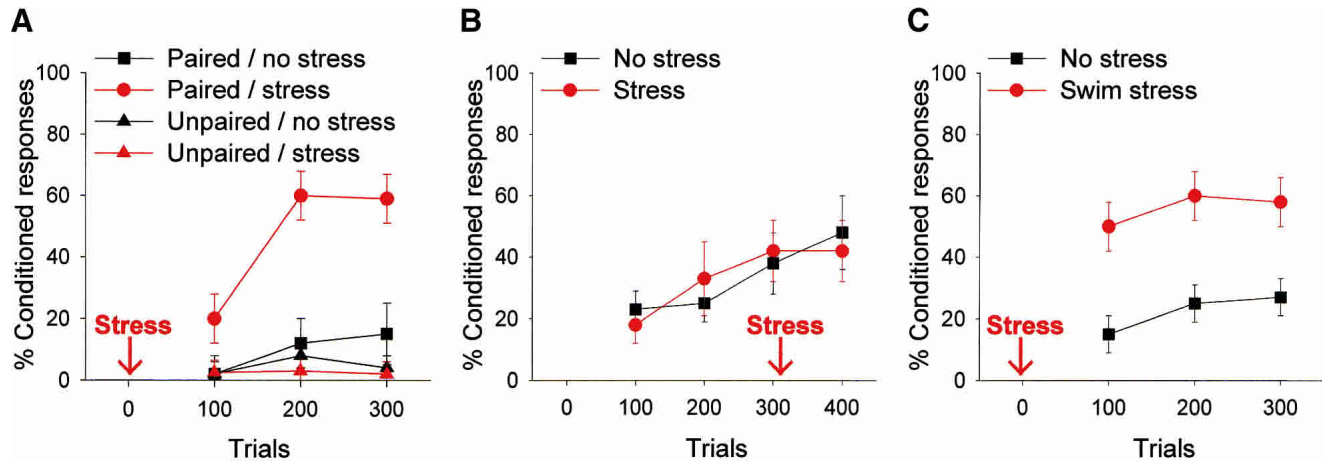 A
Paired / no stress
Paired / stress
Unpaired / no stress
Unpaired / stress
% Conditioned responses
100
80
60
40
20
0
Stress
0 100 200 300
Trials
B
No stress
Stress
% Conditioned responses
100
80
60
40
20
0
Stress
0 100 200 300 400
Trials
C
No stress
Swim stress
% Conditioned responses
100
80
60
40
20
0
Stress
0 100 200 300
Trials